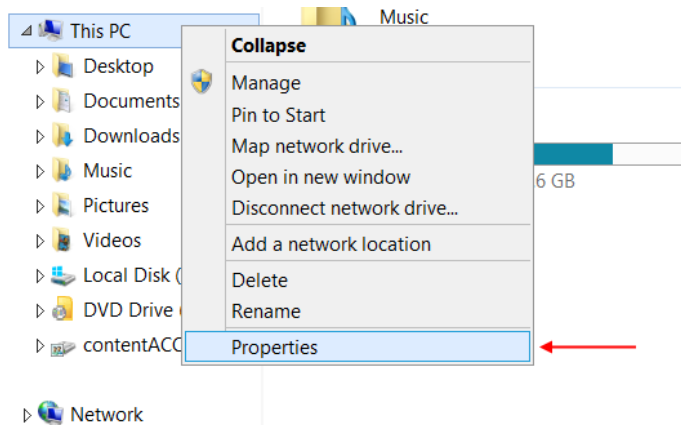 This PC
Desktop
Documents
Downloads
Music
Pictures
Videos
Local Disk (
DVD Drive
contentACC
Network
Collapse
Manage
Pin to Start
Map network drive...
Open in new window
Disconnect network drive...
Add a network location
Delete
Rename
Properties
Music
6 GB